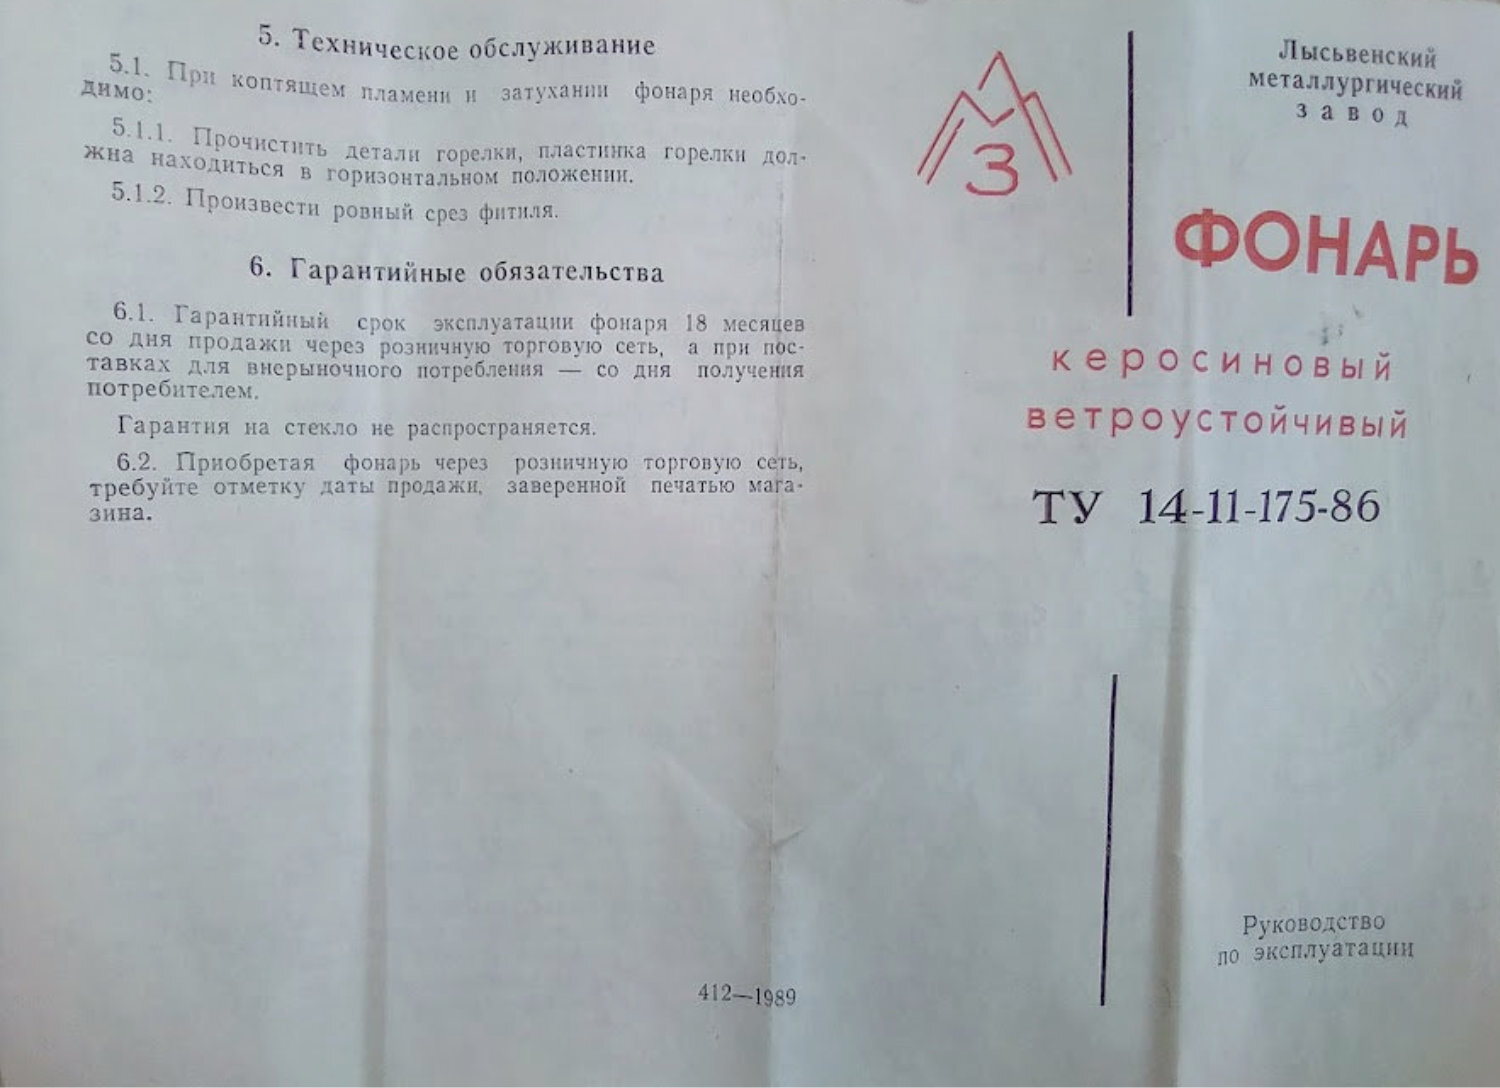 5. Техническое обслуживание
5.1. При коптящем пламени и затухании фонаря необхо-
димо:
5.1.1. Прочистить детали горелки, пластинка горелки дол-
жна находиться в горизонтальном положении.
5.1.2. Произвести ровный срез фитиля.
6. Гарантийные обязательства
6.1. Гарантийный срок эксплуатации фонаря 18 месяцев
со дня продажи через розничную торговую сеть, а при пос-
тавках для внерыночного потребления — со дня получения
потребителем.
Гарантия на стекло не распространяется.
6.2. Приобретая фонарь через розничную торговую сеть,
требуйте отметку даты продажи, заверенной печатью мага-
зина.
412—1989
ЛМЗ
Лысьвенский
металлургический
завод
ФОНАРЬ
керосиновый
ветроустойчивый
ТУ 14-11-175-86
Руководство
по эксплуатации